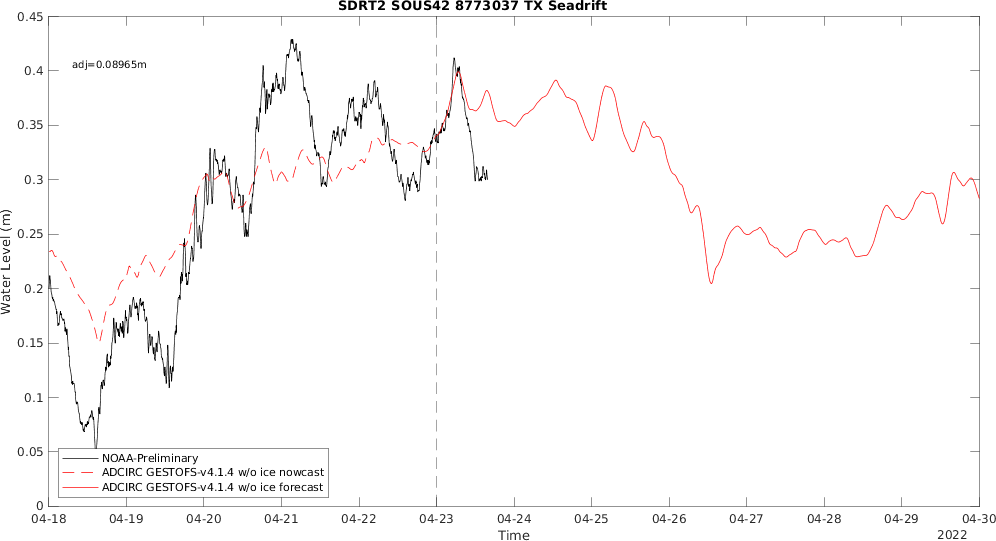 SDRT2 SOUS42 8773037 TX Seadrift
0.45
0.4
0.35
0.3
0.25
0.2
0.15
0.1
0.05
0
Water Level (m)
adj=0.08965m
NOAA-Preliminary
ADCIRC GESTOFS-v4.1.4 w/o ice nowcast
ADCIRC GESTOFS-v4.1.4 w/o ice forecast
04-18 04-19 04-20 04-21 04-22 04-23 04-24 04-25 04-26 04-27 04-28 04-29 04-30
Time
2022